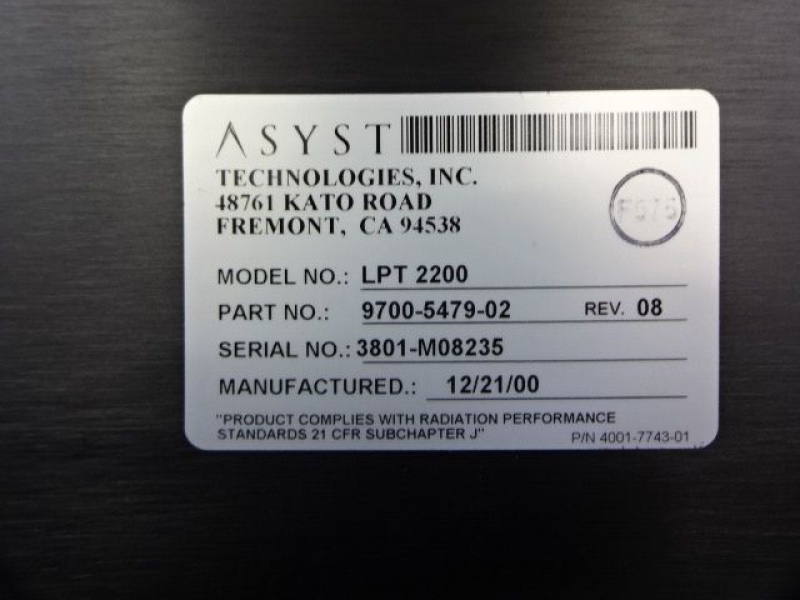 ASYST
TECHNOLOGIES, INC.
48761 KATO ROAD
FREMONT, CA 94538
MODEL NO.: LPT 2200
PART NO.: 9700-5479-02 REV. 08
SERIAL NO.: 3801-M08235
MANUFACTURED.: 12/21/00
"PRODUCT COMPLIES WITH RADIATION PERFORMANCE
STANDARDS 21 CFR SUBCHAPTER J"
P/N 4001-7743-01